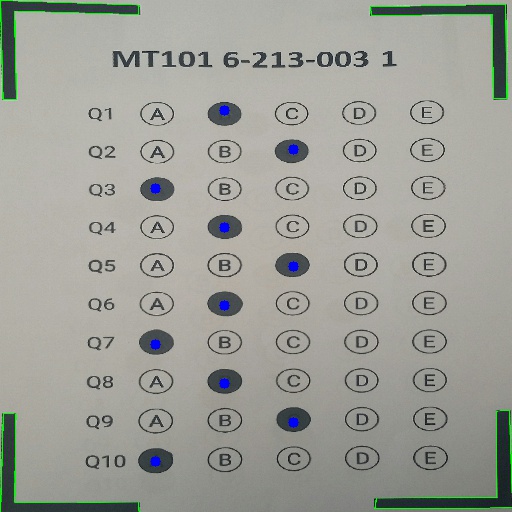 MT101 6-213-003 1
Q1 A C D E
Q2 A B D E
Q3 B C D E
Q4 A C D E
Q5 A B D E
Q6 A C D E
Q7 B C D E
Q8 A C D E
Q9 A B D E
Q10 B C D E